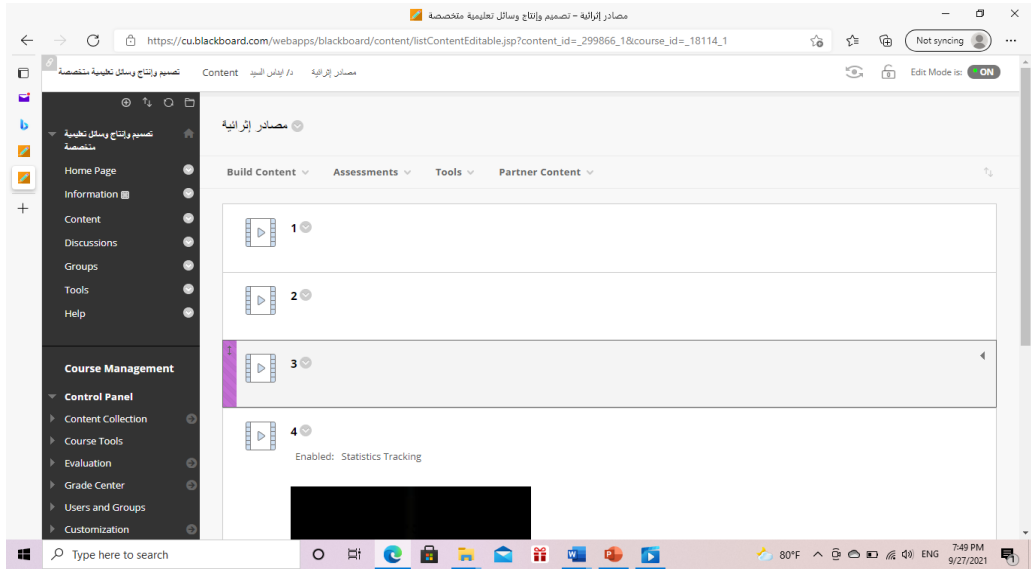 مصادر إثرائية – تصميم وإنتاج وسائل تعليمية متخصصة
https://cu.blackboard.com/webapps/blackboard/content/listContentEditable.jsp?content_id=_299866_1&course_id=_18114_1
Not syncing
تصميم وإنتاج وسائل تعليمية متخصصة
Content
د/ ايناس السيد
مصادر إثرائية
Edit Mode is: ON
تصميم وإنتاج وسائل تعليمية
متخصصة
Home Page
Information
Content
Discussions
Groups
Tools
Help
Course Management
Control Panel
Content Collection
Course Tools
Evaluation
Grade Center
Users and Groups
Customization
مصادر إثرائية
Build Content Assessments Tools Partner Content
1
2
3
4
Enabled: Statistics Tracking
Type here to search
80°F
ENG
7:49 PM
9/27/2021